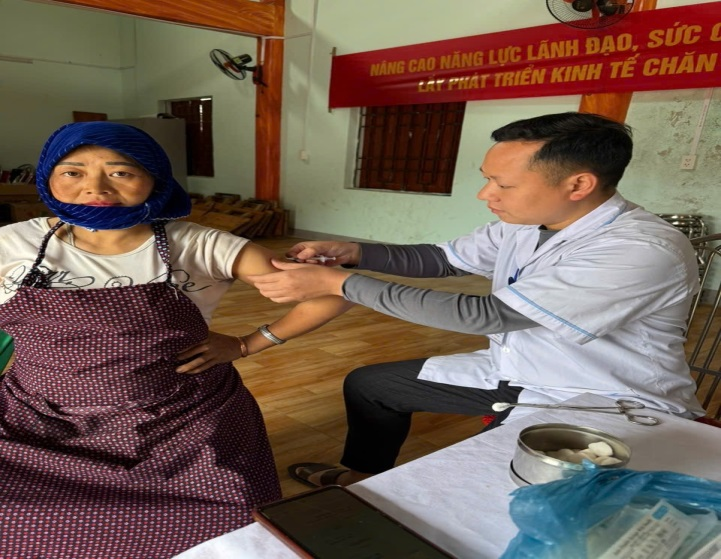 NÂNG CAO NĂNG LỰC LÃNH ĐẠO, SỨC
LẤY PHÁT TRIỂN KINH TẾ CHĂN